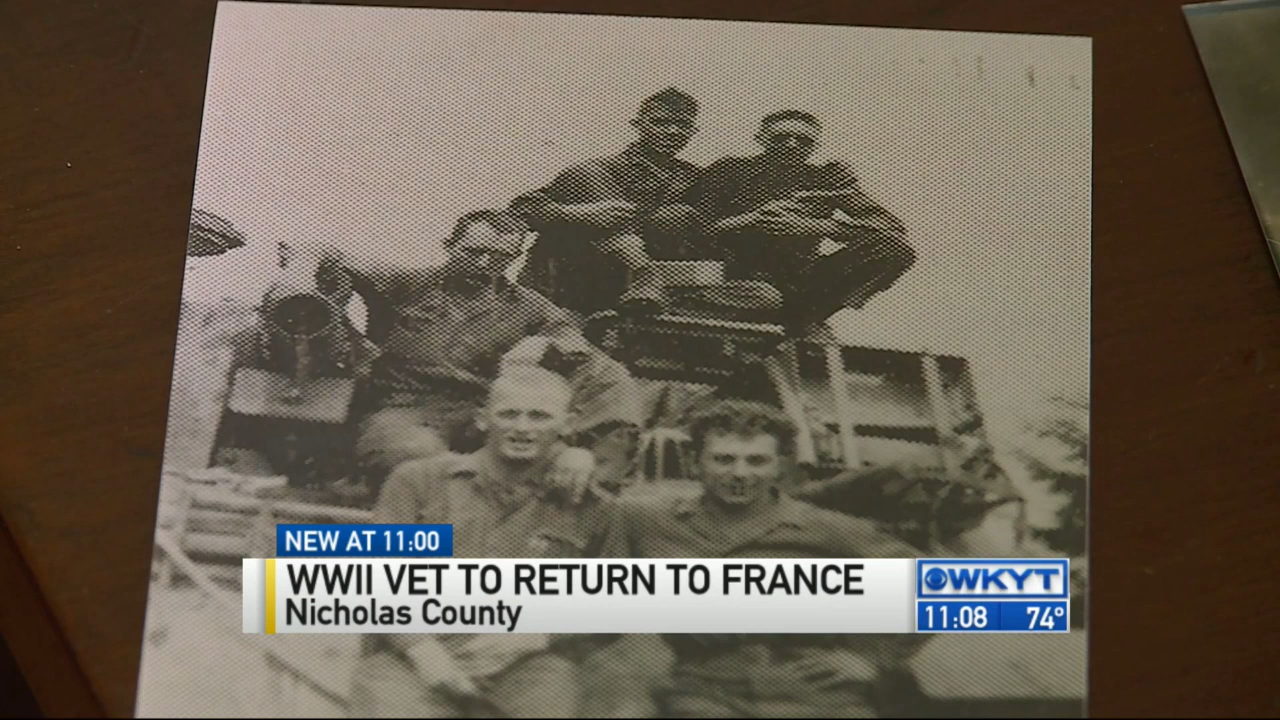 NEW AT 11:00
WWII VET TO RETURN TO FRANCE
Nicholas County
WKYT
11:08 74°